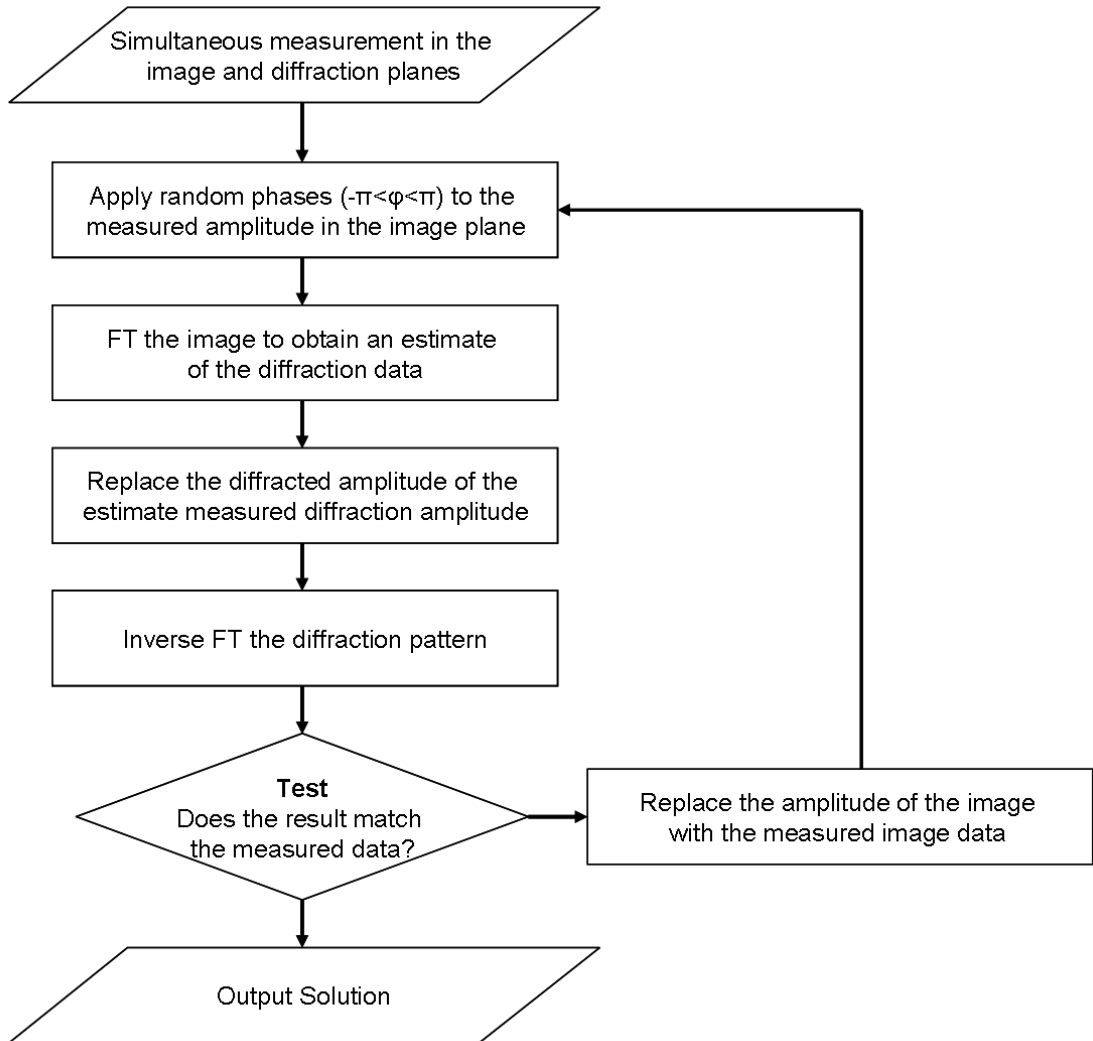 Simultaneous measurement in the
image and diffraction planes
Apply random phases (-π<φ<π) to the
measured amplitude in the image plane
FT the image to obtain an estimate
of the diffraction data
Replace the diffracted amplitude of the
estimate measured diffraction amplitude
Inverse FT the diffraction pattern
Test
Does the result match
the measured data?
Replace the amplitude of the image
with the measured image data
Output Solution